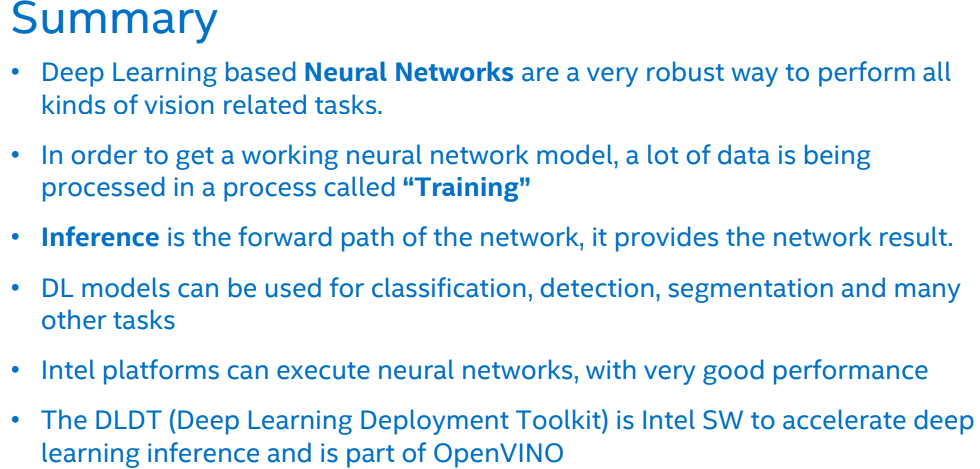 Summary
• Deep Learning based Neural Networks are a very robust way to perform all
kinds of vision related tasks.
• In order to get a working neural network model, a lot of data is being
processed in a process called “Training”
• Inference is the forward path of the network, it provides the network result.
• DL models can be used for classification, detection, segmentation and many
other tasks
• Intel platforms can execute neural networks, with very good performance
• The DLDT (Deep Learning Deployment Toolkit) is Intel SW to accelerate deep
learning inference and is part of OpenVINO